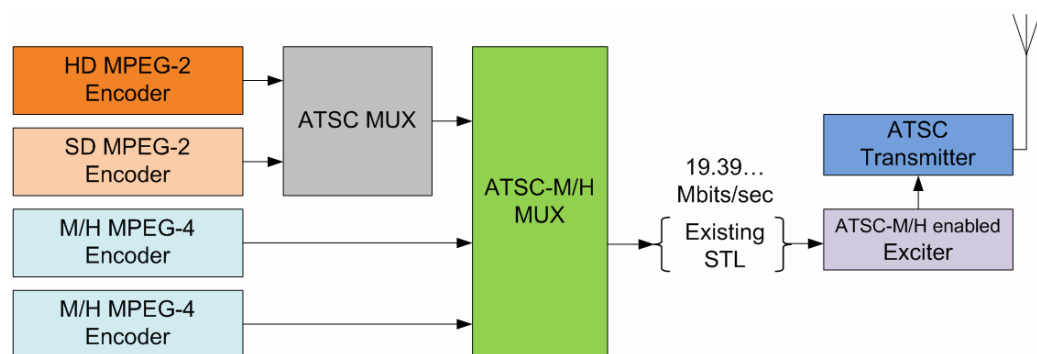 HD MPEG-2
Encoder
SD MPEG-2
Encoder
M/H MPEG-4
Encoder
M/H MPEG-4
Encoder
ATSC MUX
ATSC-M/H
MUX
19.39...
Mbits/sec
Existing
STL
ATSC
Transmitter
ATSC-M/H enabled
Exciter